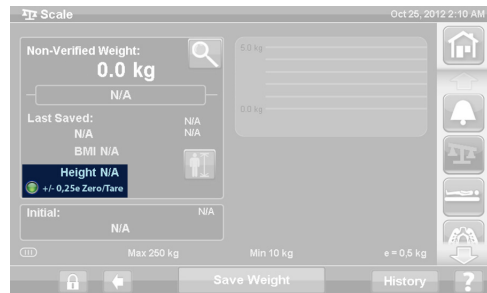 Scale
Oct 25, 2012 2:10 AM
Non-Verified Weight:
0.0 kg
N/A
Last Saved:
N/A
N/A
N/A
BMI N/A
Height N/A
+/- 0,25e Zero/Tare
Initial:
N/A
N/A
5.0 kg
0.0 kg
Max 250 kg
Min 10 kg
e = 0,5 kg
Save Weight
History
?